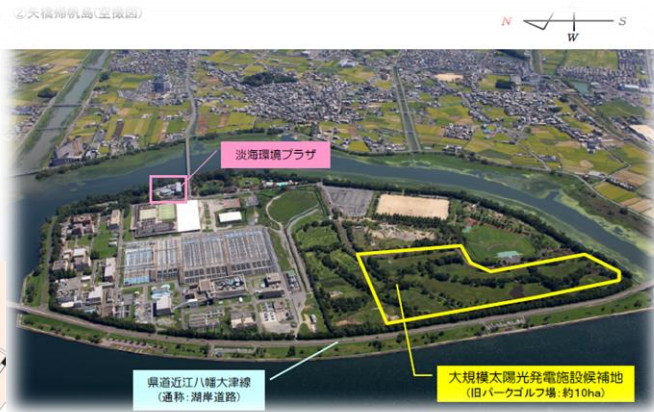 ②矢橋帰帆島(空撮図)
N
S
W
淡海環境プラザ
県道近江八幡大津線
(通称:湖岸道路)
大規模太陽光発電施設候補地
(旧パークゴルフ場:約10ha)